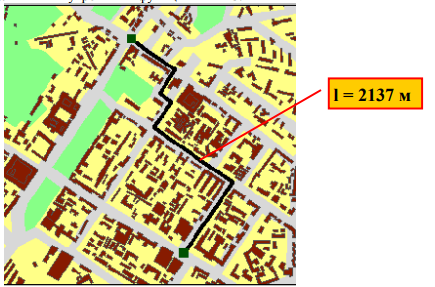 l = 2137 м